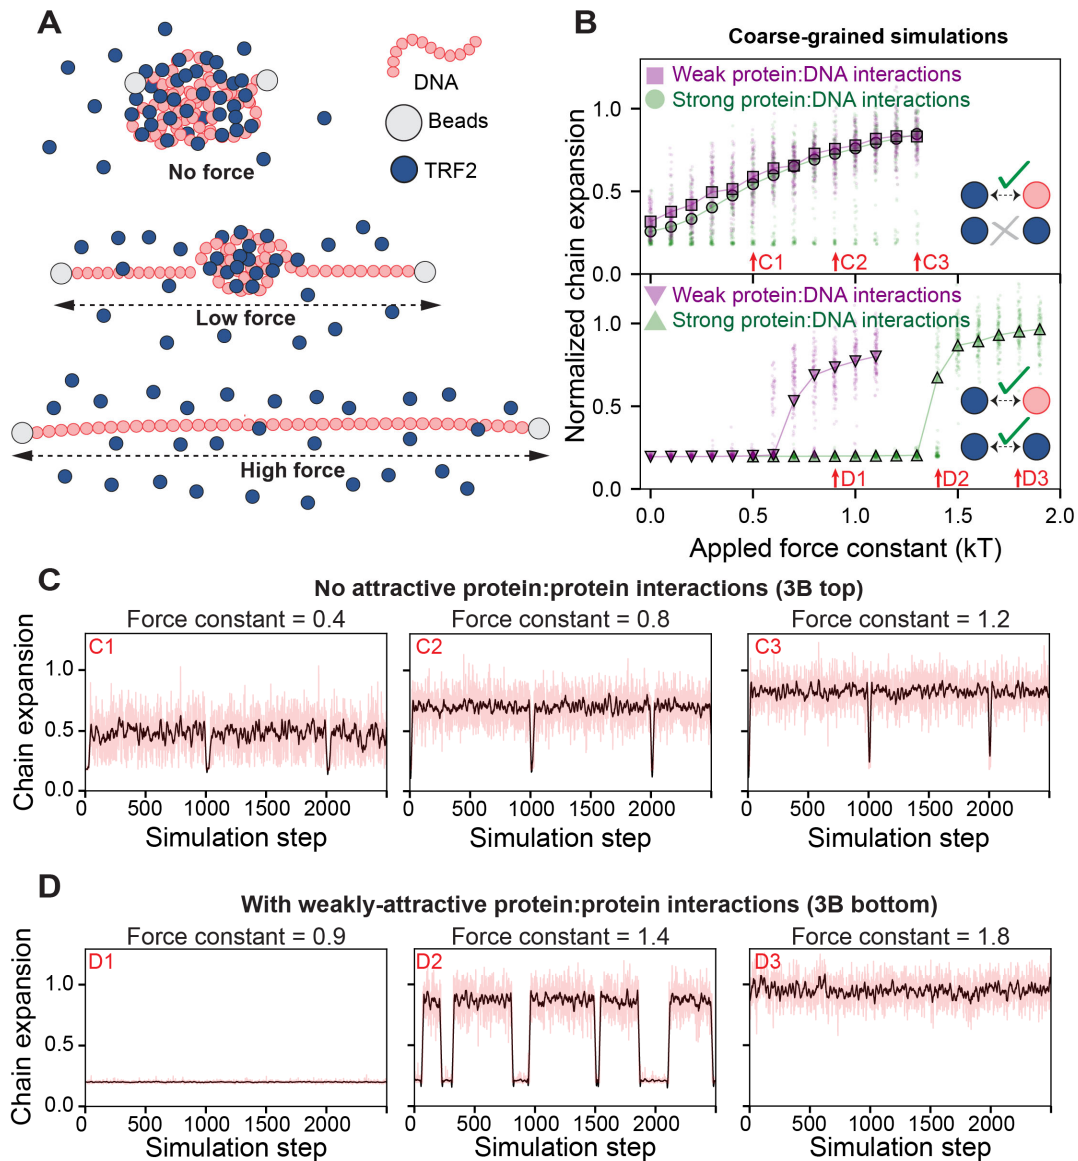 A
DNA
Beads
TRF2
No force
Low force
High force
B
Coarse-grained simulations
Weak protein:DNA interactions
Strong protein:DNA interactions
1.0
0.5
0.0
C1
C2
C3
Normalized chain expansion
Weak protein:DNA interactions
Strong protein:DNA interactions
1.0
0.5
0.0
D1
D2
D3
0.0
0.5
1.0
1.5
2.0
Appled force constant (kT)
C
No attractive protein:protein interactions (3B top)
Force constant = 0.4
Force constant = 0.8
Force constant = 1.2
C1
C2
C3
Chain expansion
1.0
0.5
0.0
0 500 1000 1500 2000
0 500 1000 1500 2000
0 500 1000 1500 2000
Simulation step
Simulation step
Simulation step
D
With weakly-attractive protein:protein interactions (3B bottom)
Force constant = 0.9
Force constant = 1.4
Force constant = 1.8
D1
D2
D3
Chain expansion
1.0
0.5
0.0
0 500 1000 1500 2000
0 500 1000 1500 2000
0 500 1000 1500 2000
Simulation step
Simulation step
Simulation step